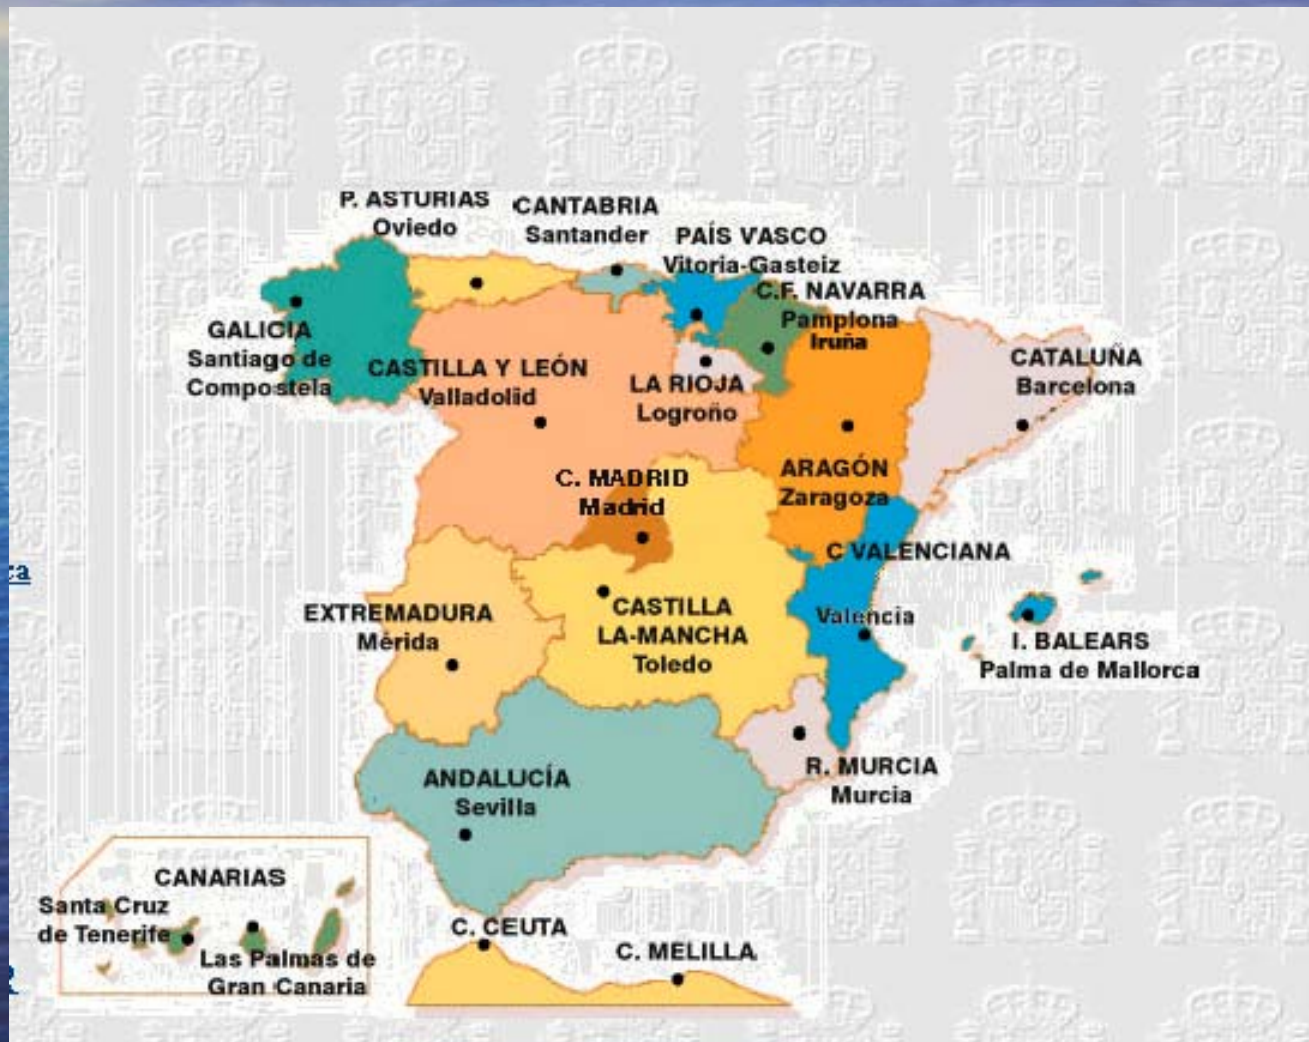 P. ASTURIAS
Oviedo
CANTABRIA
Santander
PAÍS VASCO
Vitoria-Gasteiz
C.F. NAVARRA
Pamplona
Iruña
GALICIA
Santiago de
Compostela
CASTILLA Y LEÓN
Valladolid
LA RIOJA
Logroño
CATALUÑA
Barcelona
ARAGÓN
Zaragoza
C. MADRID
Madrid
C VALENCIANA
Valencia
EXTREMADURA
Mérida
CASTILLA
LA-MANCHA
Toledo
I. BALEARS
Palma de Mallorca
R. MURCIA
Murcia
ANDALUCÍA
Sevilla
CANARIAS
Santa Cruz
de Tenerife
Las Palmas de
Gran Canaria
C. CEUTA
C. MELILLA